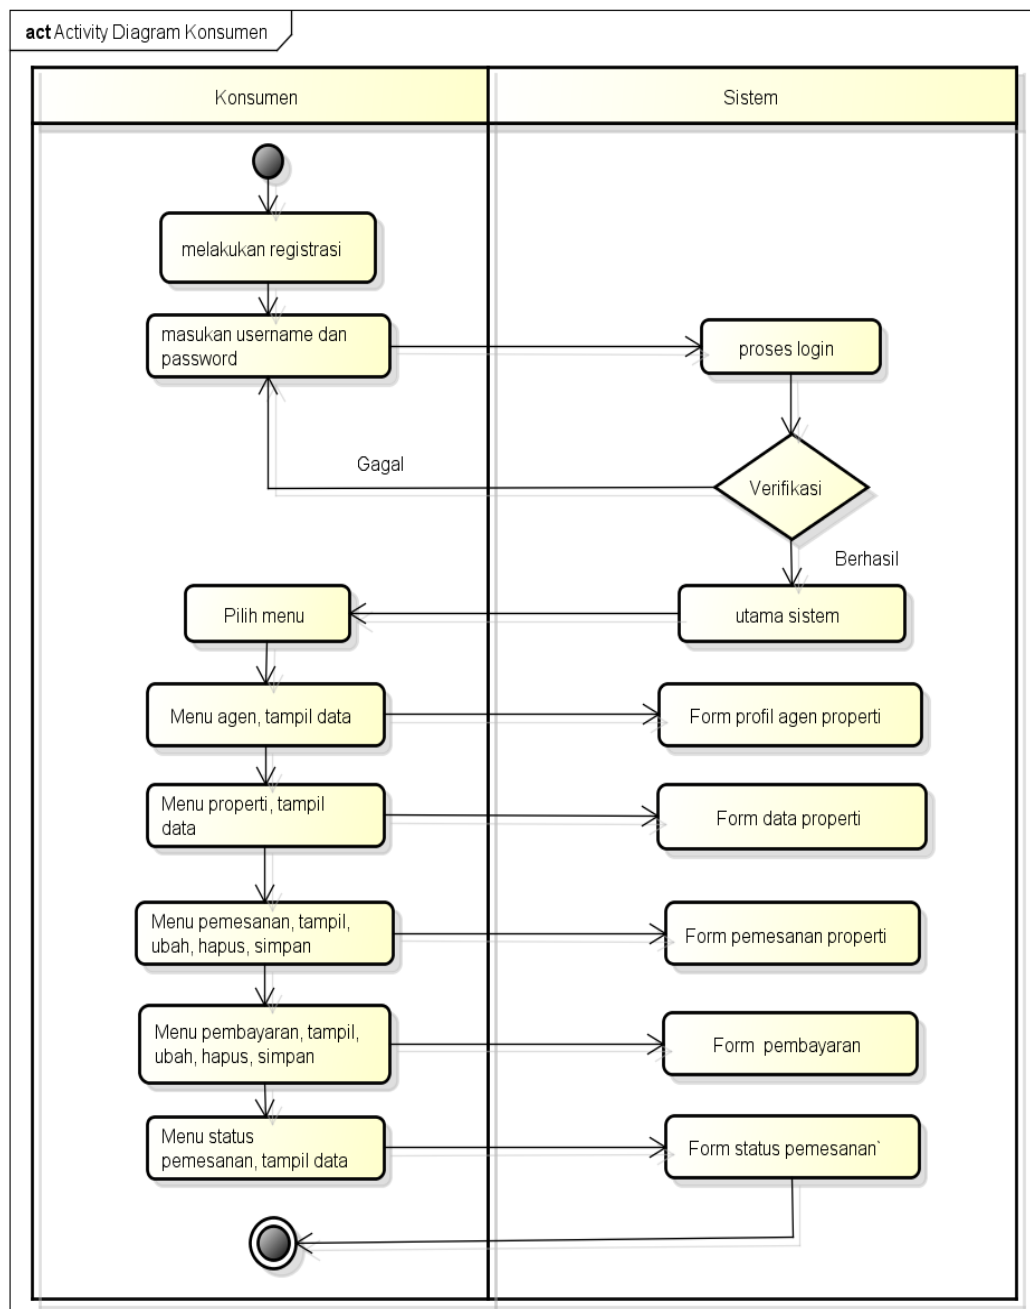 act Activity Diagram Konsumen
Konsumen
Sistem
melakukan registrasi
masukan username dan
password
proses login
Gagal
Verifikasi
Berhasil
Pilih menu
utama sistem
Menu agen, tampil data
Form profil agen properti
Menu properti, tampil
data
Form data properti
Menu pemesanan, tampil,
ubah, hapus, simpan
Form pemesanan properti
Menu pembayaran, tampil,
ubah, hapus, simpan
Form pembayaran
Menu status
pemesanan, tampil data
Form status pemesanan`